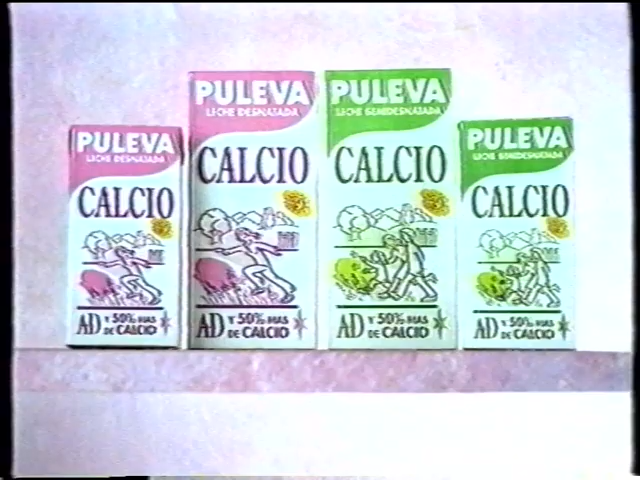 PULEVA
LECHE DESNATADA
CALCIO
AD Y 50% MAS
DE CALCIO
PULEVA
LECHE DESNATADA
CALCIO
AD Y 50% MAS
DE CALCIO
PULEVA
LECHE SEMIDESNATADA
CALCIO
AD Y 50% MAS
DE CALCIO
PULEVA
LECHE SEMIDESNATADA
CALCIO
AD Y 50% MAS
DE CALCIO